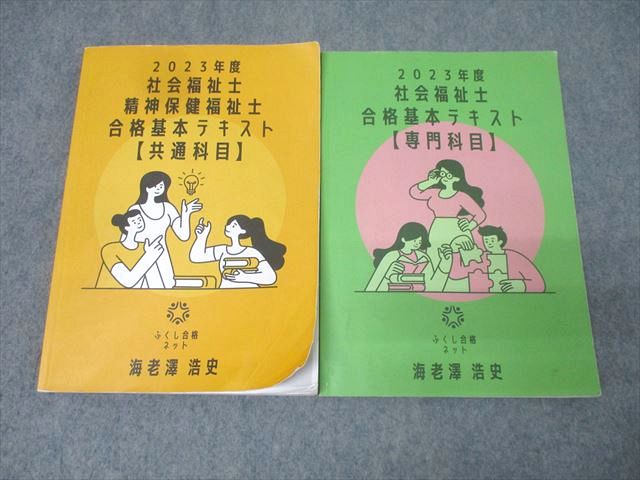 2023年度
社会福祉士
精神保健福祉士
合格基本テキスト
【共通科目】
ふくし合格
ネット
海老澤 浩史
2023年度
社会福祉士
合格基本テキスト
【専門科目】
ふくし合格
ネット
海老澤 浩史